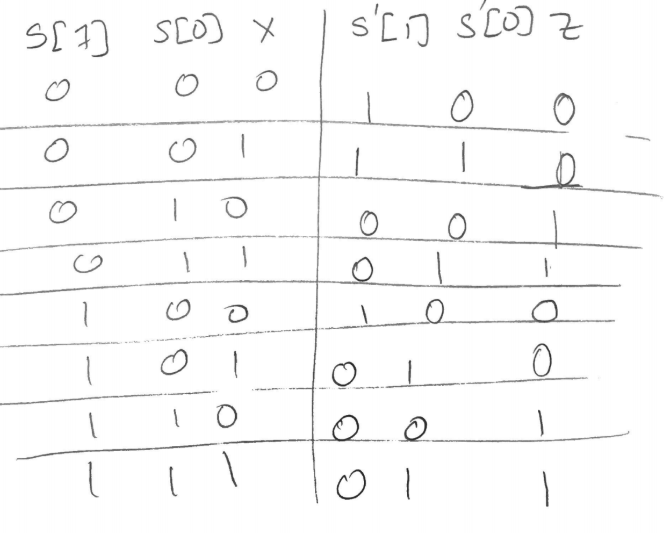 S[1] S[0] X S'[1] S'[0] Z
0 0 0 1 0 0
0 0 1 1 1 0
0 1 0 0 0 1
0 1 1 0 1 1
1 0 0 1 0 0
1 0 1 0 1 0
1 1 0 0 0 1
1 1 1 0 1 1